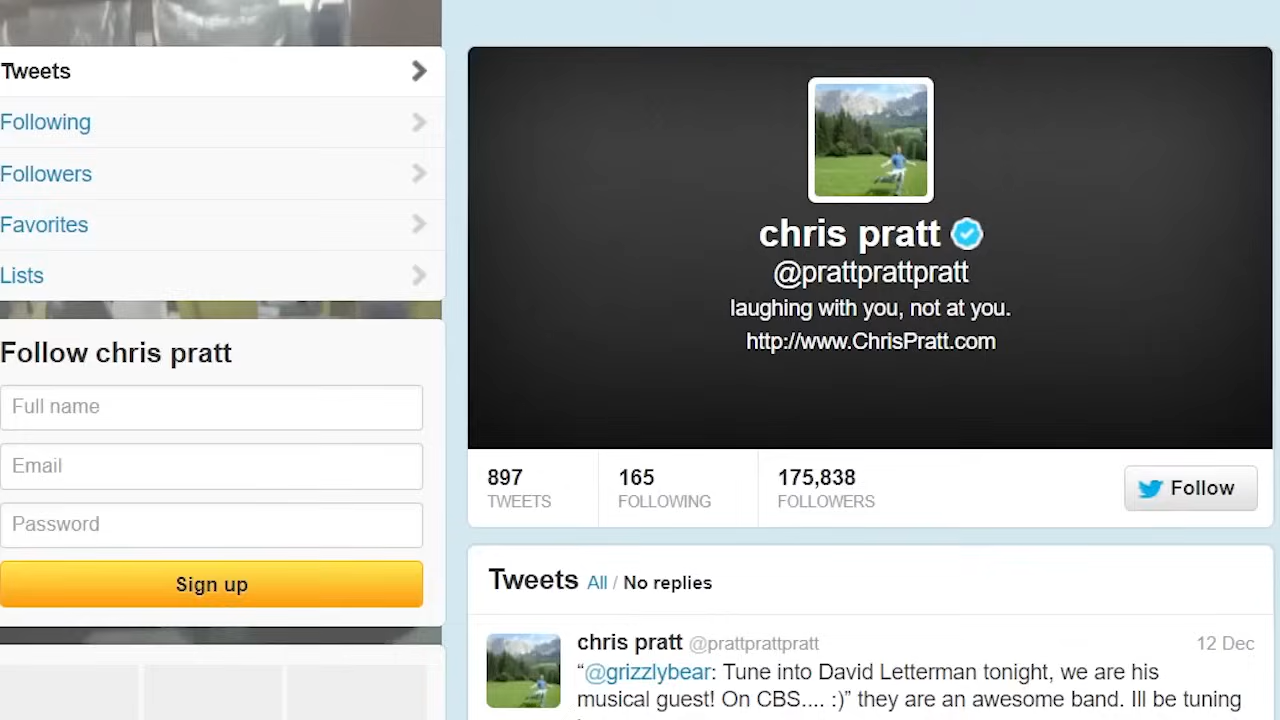 Tweets
Following
Followers
Favorites
Lists
Follow chris pratt
Full name
Email
Password
Sign up
chris pratt
@prattprattpratt
laughing with you, not at you.
http://www.ChrisPratt.com
897
TWEETS
165
FOLLOWING
175,838
FOLLOWERS
Follow
Tweets All / No replies
chris pratt @prattprattpratt 12 Dec
“@grizzlybear: Tune into David Letterman tonight, we are his
musical guest! On CBS.... :)” they are an awesome band. Ill be tuning